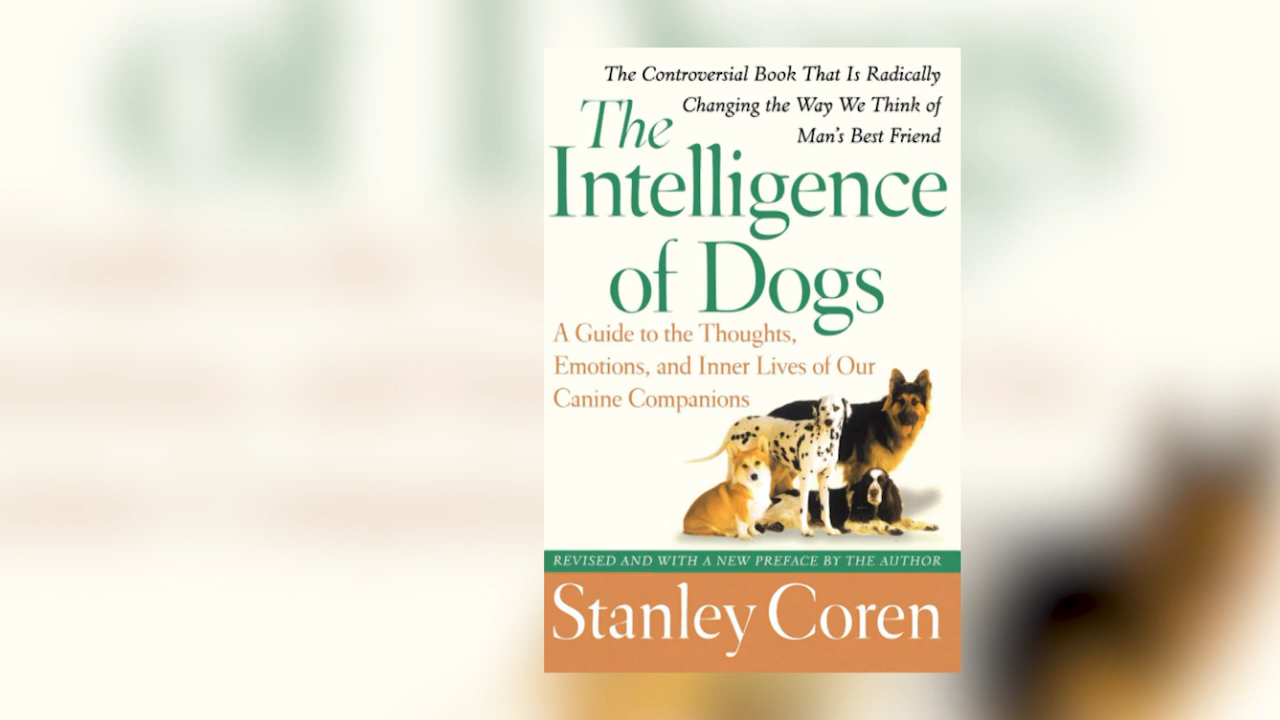 The Controversial Book That Is Radically
Changing the Way We Think of
Man's Best Friend
The
Intelligence
of Dogs
A Guide to the Thoughts,
Emotions, and Inner Lives of Our
Canine Companions
REVISED AND WITH A NEW PREFACE BY THE AUTHOR
Stanley Coren